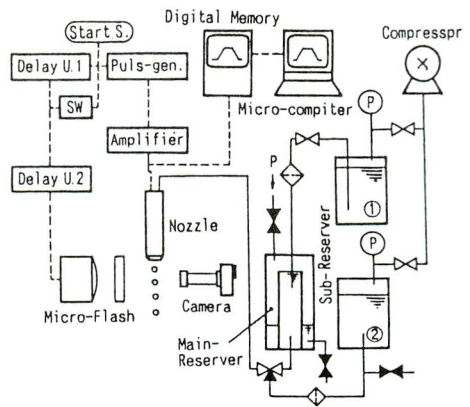 Digital Memory
Start S.
Compresspr
Delay U.1
Puls-gen.
SW
Micro-compiter
Amplifier
P
P
Delay U.2
Nozzle
①
Sub-Reserver
P
Micro-Flash
Camera
Main-
Reserver
②